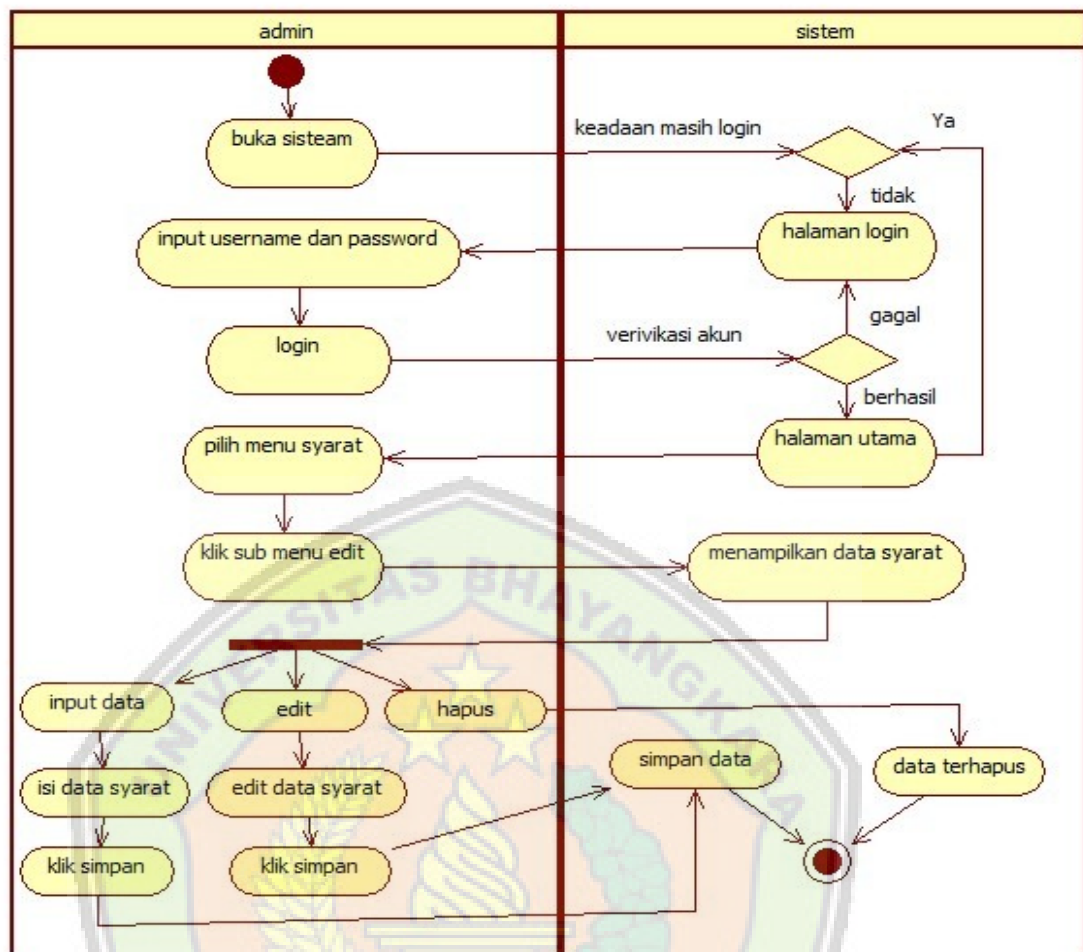 admin
sistem
buka sisteam
keadaan masih login
Ya
tidak
input username dan password
halaman login
gagal
login
verivikasi akun
berhasil
pilih menu syarat
halaman utama
klik sub menu edit
menampilkan data syarat
UNIVERSITAS BHAYANGKARA
input data
edit
hapus
isi data syarat
edit data syarat
simpan data
data terhapus
klik simpan
klik simpan